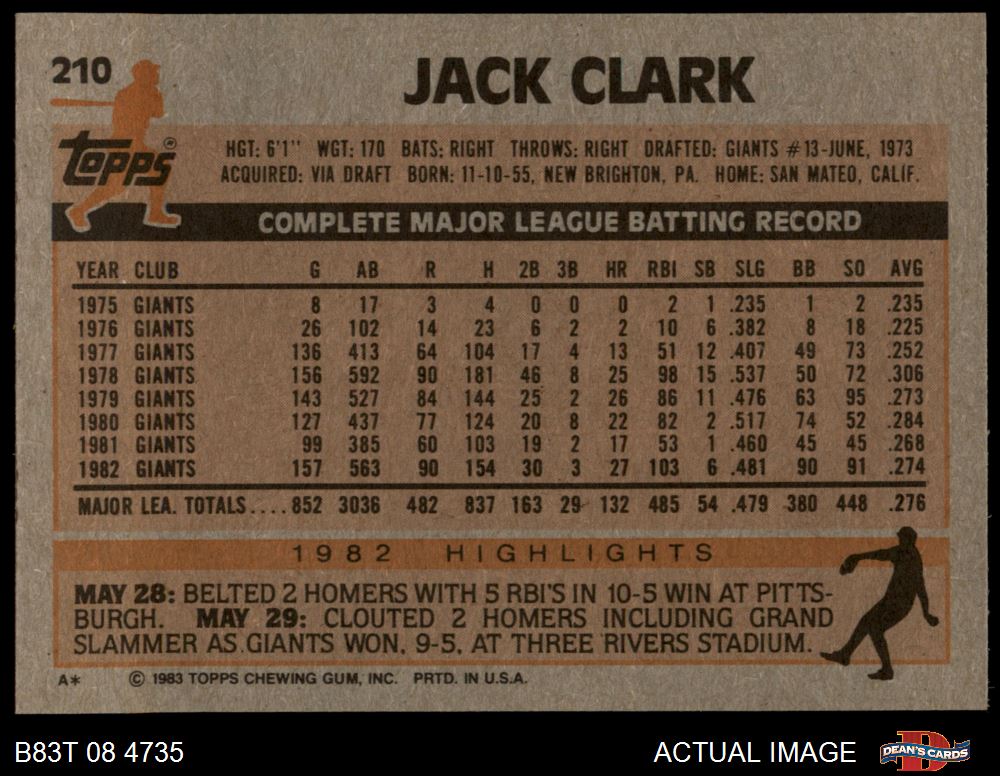 210
JACK CLARK
topps®
HGT: 6'1" WGT: 170 BATS: RIGHT THROWS: RIGHT DRAFTED: GIANTS #13-JUNE, 1973
ACQUIRED: VIA DRAFT BORN: 11-10-55, NEW BRIGHTON, PA. HOME: SAN MATEO, CALIF.
COMPLETE MAJOR LEAGUE BATTING RECORD
YEAR CLUB G AB R H 2B 3B HR RBI SB SLG BB SO AVG
1975 GIANTS 8 17 3 4 0 0 0 2 1 .235 1 2 .235
1976 GIANTS 26 102 14 23 6 2 2 10 6 .382 8 18 .225
1977 GIANTS 136 413 64 104 17 4 13 51 12 .407 49 73 .252
1978 GIANTS 156 592 90 181 46 8 25 98 15 .537 50 72 .306
1979 GIANTS 143 527 84 144 25 2 26 86 11 .476 63 95 .273
1980 GIANTS 127 437 77 124 20 8 22 82 2 .517 74 52 .284
1981 GIANTS 99 385 60 103 19 2 17 53 1 .460 45 45 .268
1982 GIANTS 157 563 90 154 30 3 27 103 6 .481 90 91 .274
MAJOR LEA. TOTALS.... 852 3036 482 837 163 29 132 485 54 .479 380 448 .276
1982 HIGHLIGHTS
MAY 28: BELTED 2 HOMERS WITH 5 RBI'S IN 10-5 WIN AT PITTS-
BURGH. MAY 29: CLOUTED 2 HOMERS INCLUDING GRAND
SLAMMER AS GIANTS WON, 9-5, AT THREE RIVERS STADIUM.
A* © 1983 TOPPS CHEWING GUM, INC. PRTD. IN U.S.A.
B83T 08 4735 ACTUAL IMAGE D DEAN'S CARDS